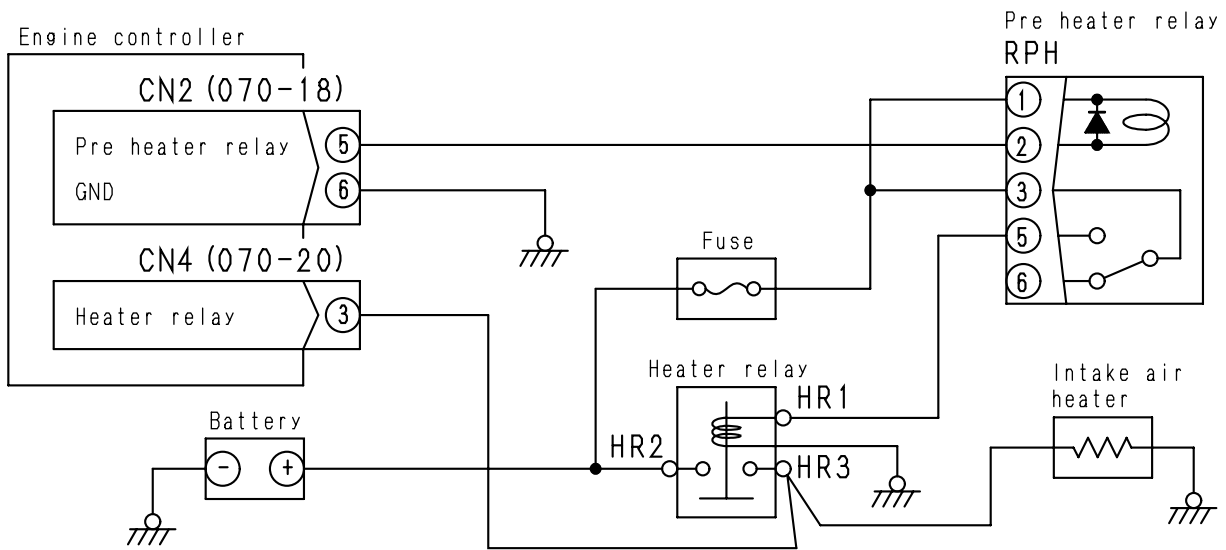 Pre heater relay
RPH
Engine controller
CN2 (070-18)
Pre heater relay
5
GND
6
1
2
3
5
6
CN4 (070-20)
Heater relay
3
Fuse
Heater relay
HR1
HR2
HR3
Intake air
heater
Battery
-
+